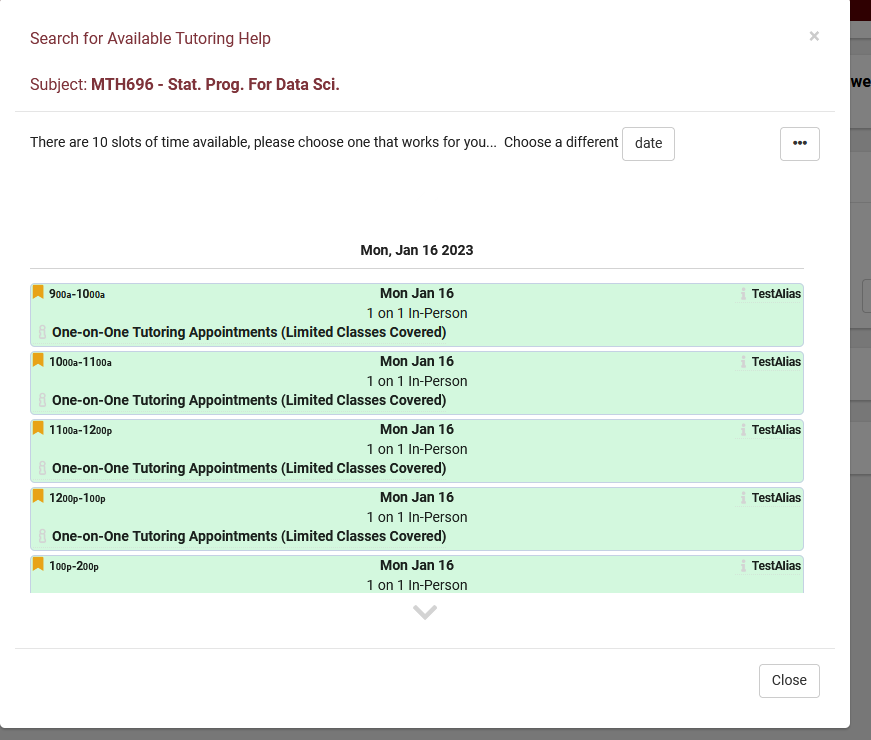 Search for Available Tutoring Help
×
Subject: MTH696 - Stat. Prog. For Data Sci.
we
There are 10 slots of time available, please choose one that works for you... Choose a different date •••
Mon, Jan 16 2023
900a-1000a Mon Jan 16 TestAlias
1 on 1 In-Person
One-on-One Tutoring Appointments (Limited Classes Covered)
1000a-1100a Mon Jan 16 TestAlias
1 on 1 In-Person
One-on-One Tutoring Appointments (Limited Classes Covered)
1100a-1200p Mon Jan 16 TestAlias
1 on 1 In-Person
One-on-One Tutoring Appointments (Limited Classes Covered)
1200p-100p Mon Jan 16 TestAlias
1 on 1 In-Person
One-on-One Tutoring Appointments (Limited Classes Covered)
100p-200p Mon Jan 16 TestAlias
1 on 1 In-Person
Close